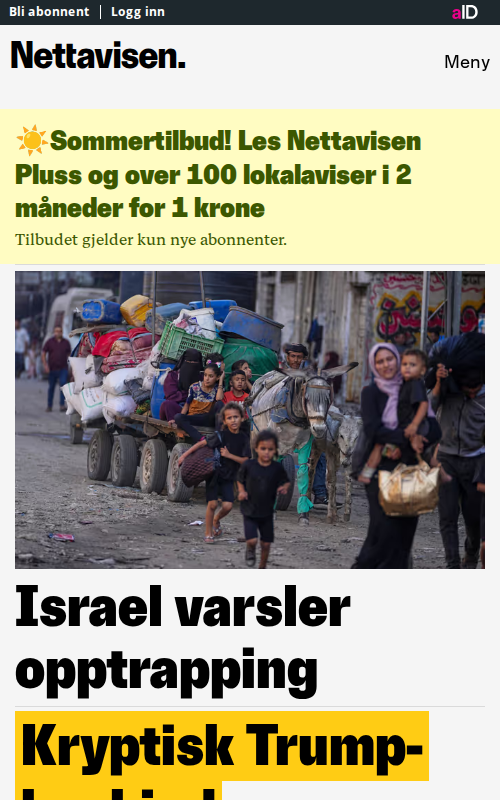 Bli abonnent
Logg inn
aID
Nettavisen.
Meny
☀️Sommertilbud! Les Nettavisen
Pluss og over 100 lokalaviser i 2
måneder for 1 krone
Tilbudet gjelder kun nye abonnenter.
Israel varsler
opptrapping
Kryptisk Trump-